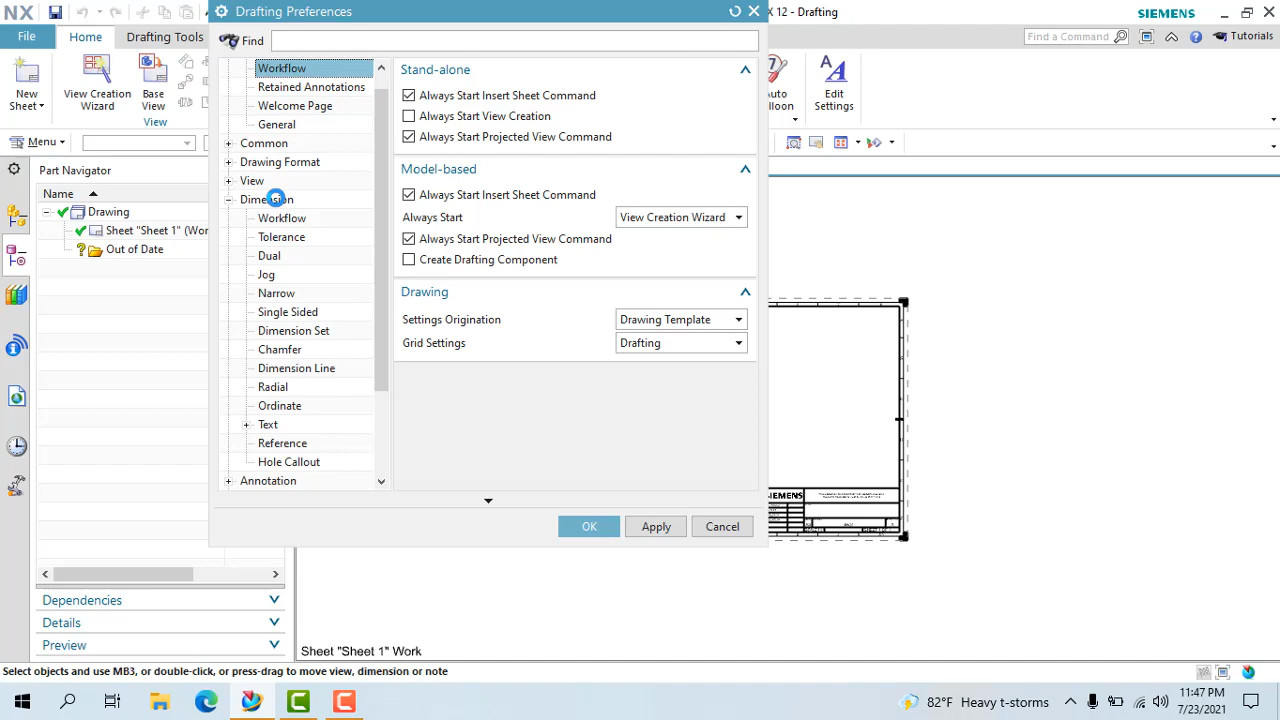 NX
Drafting Preferences
X 12 - Drafting
SIEMENS
File
Home
Drafting Tools
Find
Find a Command
Tutorials
New
Sheet
View Creation
Wizard
Base
View
View
Auto
lloon
Edit
Settings
Menu
Part Navigator
Name
Drawing
Sheet "Sheet 1" (Wor
Out of Date
Workflow
Retained Annotations
Welcome Page
General
Common
Drawing Format
View
Dimension
Workflow
Tolerance
Dual
Jog
Narrow
Single Sided
Dimension Set
Chamfer
Dimension Line
Radial
Ordinate
Text
Reference
Hole Callout
Annotation
Stand-alone
Always Start Insert Sheet Command
Always Start View Creation
Always Start Projected View Command
Model-based
Always Start Insert Sheet Command
Always Start
View Creation Wizard
Always Start Projected View Command
Create Drafting Component
Drawing
Settings Origination
Drawing Template
Grid Settings
Drafting
OK
Apply
Cancel
SIEMENS
Dependencies
Details
Preview
Sheet "Sheet 1" Work
Select objects and use MB3, or double-click, or press-drag to move view, dimension or note
82°F Heavy t-storms
11:47 PM
7/23/2021